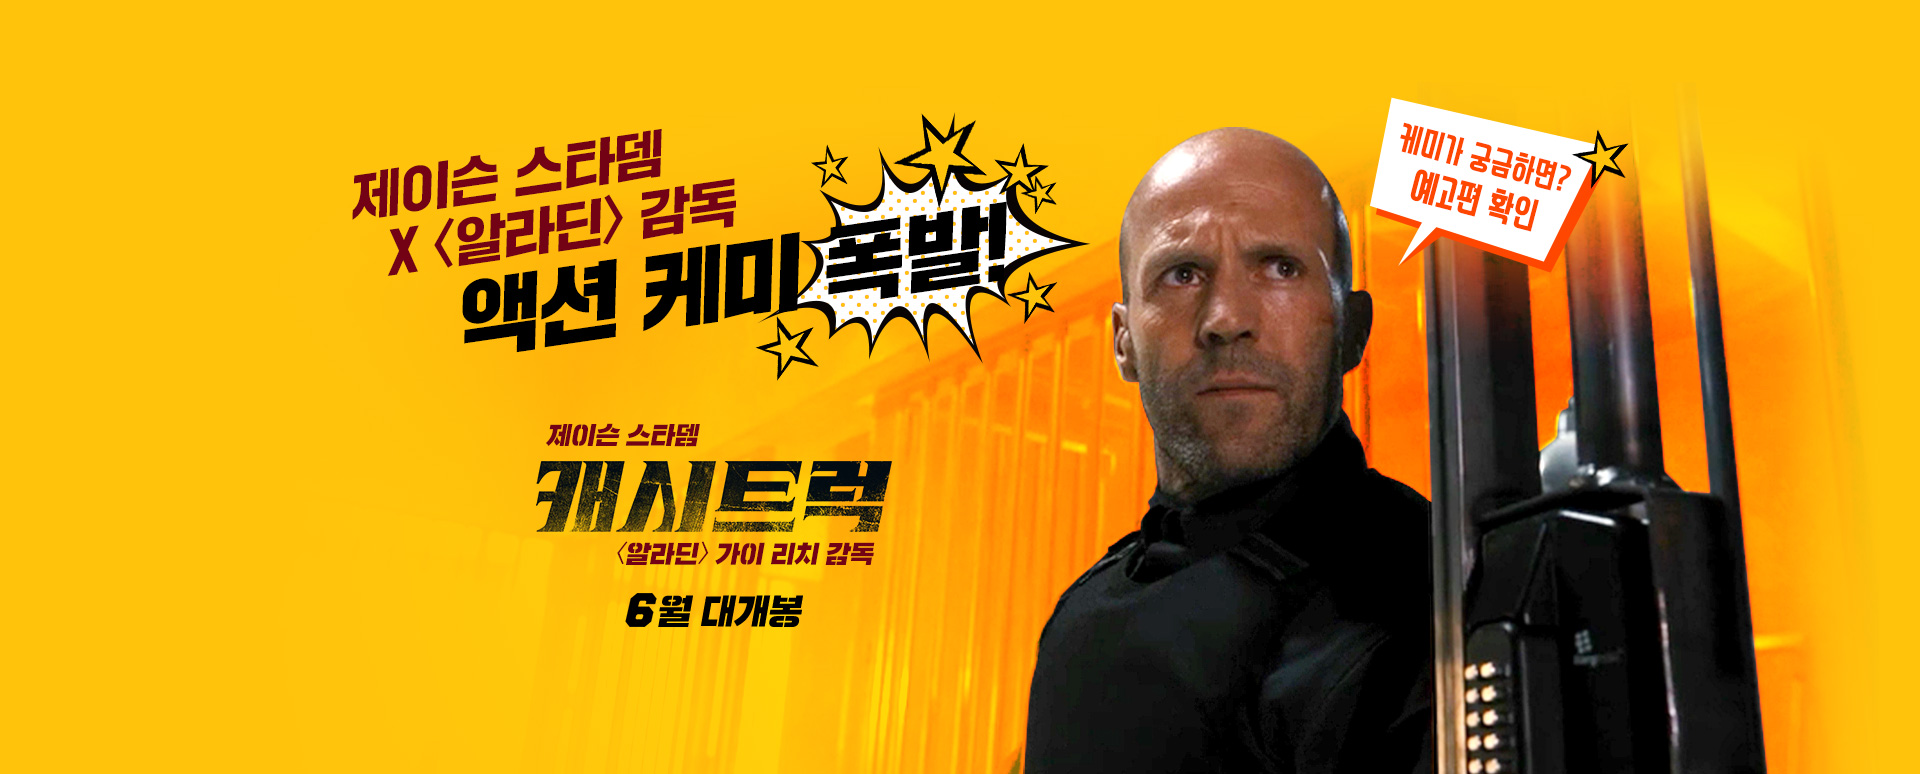 제이슨 스타뎀
X <알라딘> 감독
액션 케미 폭발!
케미가 궁금하면?
예고편 확인
제이슨 스타뎀
캐시트럭
<알라딘> 가이 리치 감독
6월 대개봉